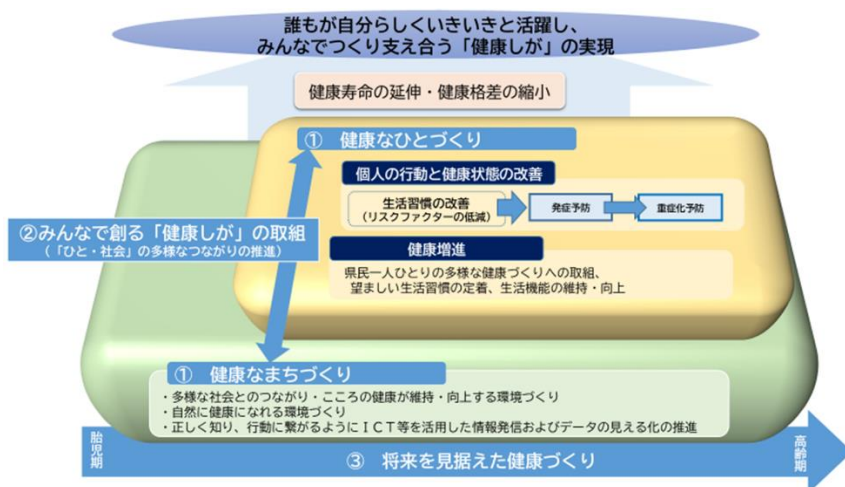 誰もが自分らしくいきいきと活躍し、
みんなでつくり支え合う「健康しが」の実現
健康寿命の延伸・健康格差の縮小
① 健康なひとづくり
個人の行動と健康状態の改善
生活習慣の改善
（リスクファクターの低減）
発症予防
重症化予防
②みんなで創る「健康しが」の取組
（「ひと・社会」の多様なつながりの推進）
健康増進
県民一人ひとりの多様な健康づくりへの取組、
望ましい生活習慣の定着、生活機能の維持・向上
① 健康なまちづくり
・多様な社会とのつながり・こころの健康が維持・向上する環境づくり
・自然に健康になれる環境づくり
・正しく知り、行動に繋がるようにＩＣＴ等を活用した情報発信およびデータの見える化の推進
胎児期
③ 将来を見据えた健康づくり
高齢期